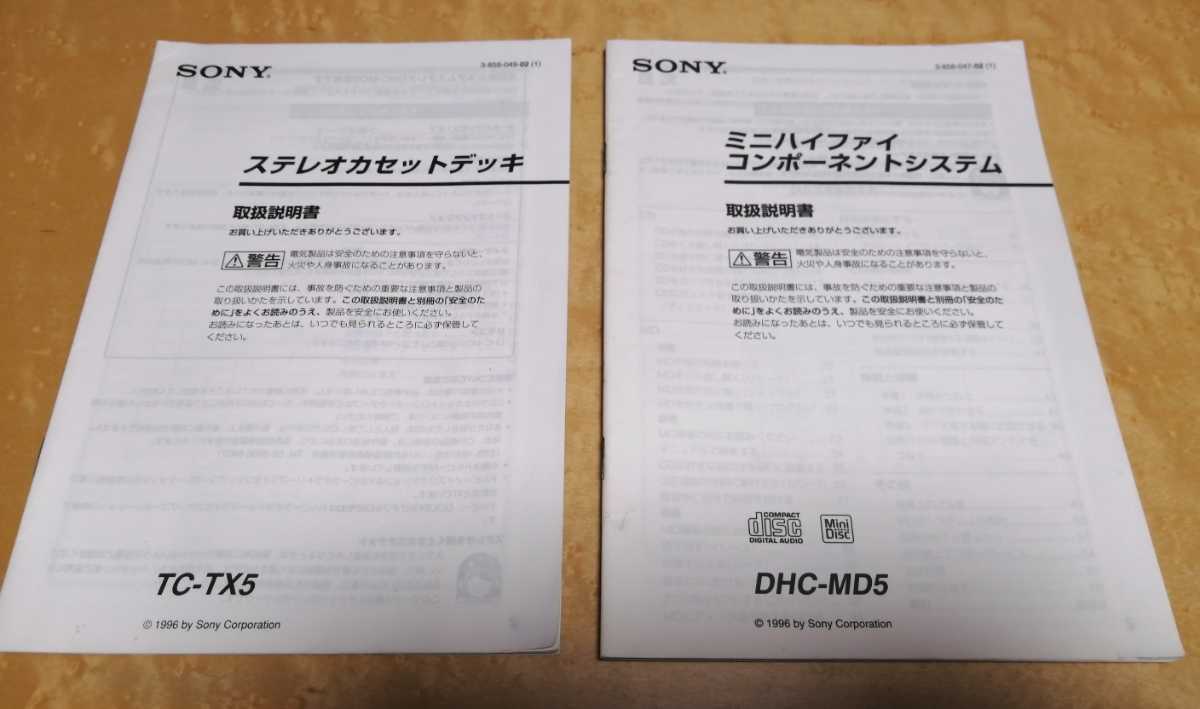 SONY®
3-858-049-02 (1)
ステレオカセットデッキ
取扱説明書
お買い上げいただきありがとうございます。
警告
電気製品は安全のための注意事項を守らないと、
火災や人身事故になることがあります。
この取扱説明書には、事故を防ぐための重要な注意事項と製品の
取り扱いかたを示しています。この取扱説明書と別冊の「安全のた
めに」をよくお読みのうえ、製品を安全にお使いください。
お読みになったあとは、いつでも見られるところに必ず保管して
ください。
TC-TX5
© 1996 by Sony Corporation
SONY®
3-858-047-02 (1)
ミニハイファイ
コンポーネントシステム
取扱説明書
お買い上げいただきありがとうございます。
警告
電気製品は安全のための注意事項を守らないと、
火災や人身事故になることがあります。
この取扱説明書には、事故を防ぐための重要な注意事項と製品の
取り扱いかたを示しています。この取扱説明書と別冊の「安全のた
めに」をよくお読みのうえ、製品を安全にお使いください。
お読みになったあとは、いつでも見られるところに必ず保管して
ください。
COMPACT
disc
DIGITAL AUDIO
Mini
Disc
DHC-MD5
© 1996 by Sony Corporation